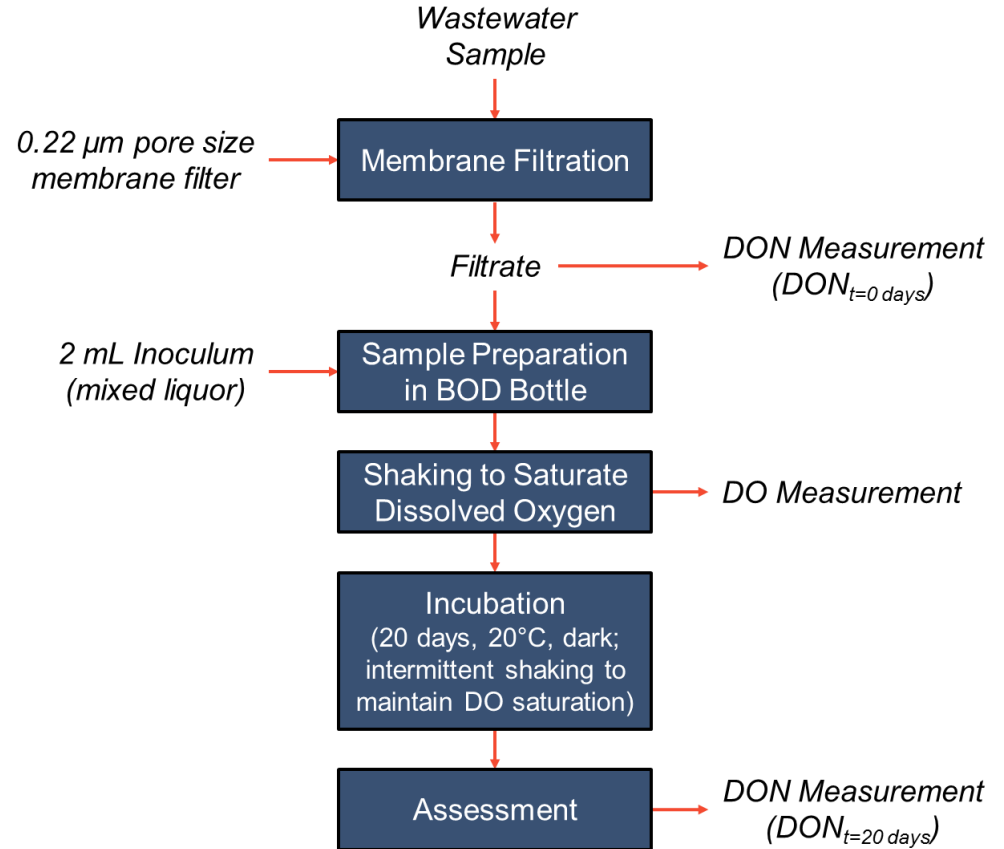 Wastewater
Sample
0.22 µm pore size
membrane filter
Membrane Filtration
Filtrate
DON Measurement
(DONt=0 days)
2 mL Inoculum
(mixed liquor)
Sample Preparation
in BOD Bottle
Shaking to Saturate
Dissolved Oxygen
DO Measurement
Incubation
(20 days, 20°C, dark;
intermittent shaking to
maintain DO saturation)
Assessment
DON Measurement
(DONt=20 days)